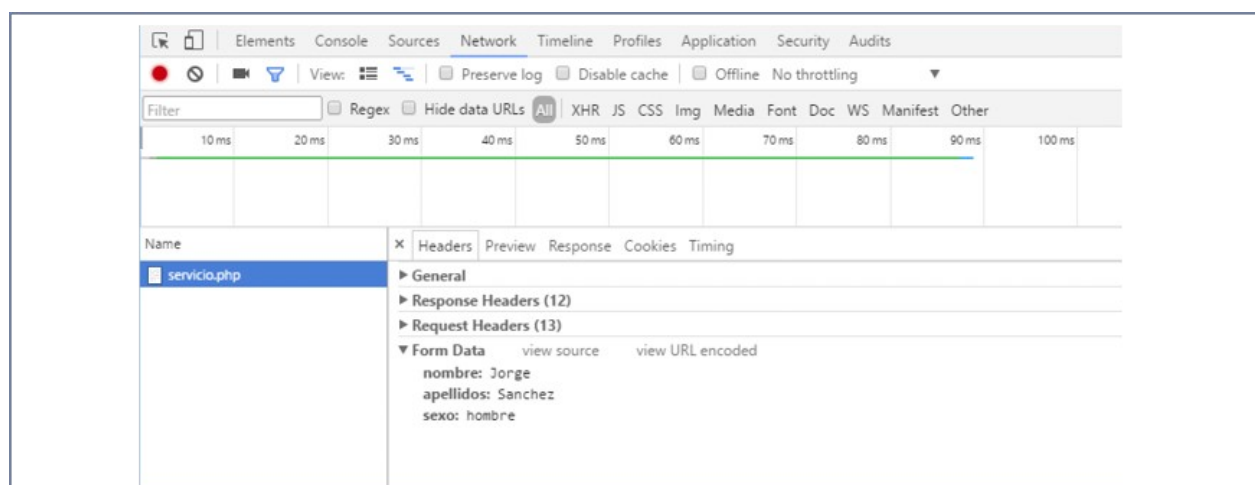 Elements Console Sources Network Timeline Profiles Application Security Audits
View: Preserve log Disable cache Offline No throttling
Filter Regex Hide data URLs All XHR JS CSS Img Media Font Doc WS Manifest Other
10 ms 20 ms 30 ms 40 ms 50 ms 60 ms 70 ms 80 ms 90 ms 100 ms
Name × Headers Preview Response Cookies Timing
servicio.php General
Response Headers (12)
Request Headers (13)
Form Data view source view URL encoded
nombre: Jorge
apellidos: Sanchez
sexo: hombre